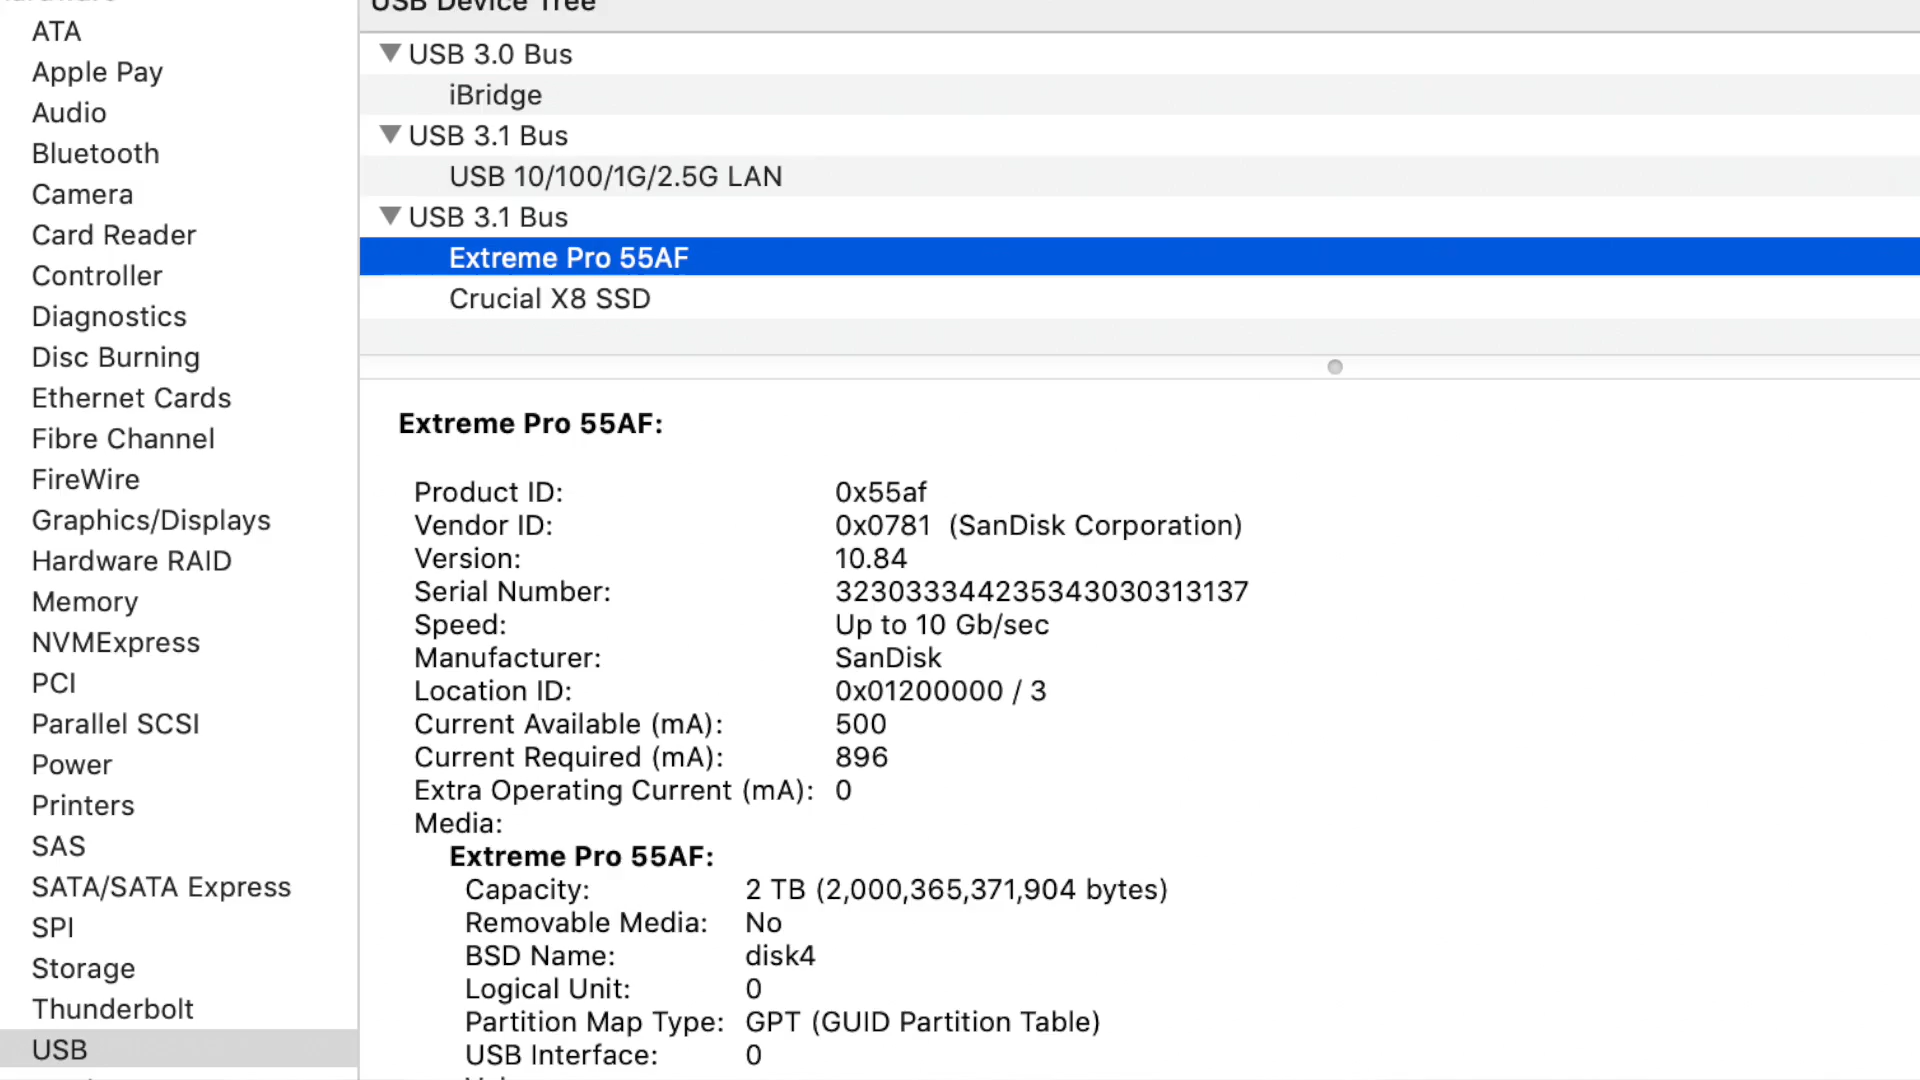 Hardware
ATA
Apple Pay
Audio
Bluetooth
Camera
Card Reader
Controller
Diagnostics
Disc Burning
Ethernet Cards
Fibre Channel
FireWire
Graphics/Displays
Hardware RAID
Memory
NVMExpress
PCI
Parallel SCSI
Power
Printers
SAS
SATA/SATA Express
SPI
Storage
Thunderbolt
USB
USB Device Tree
USB 3.0 Bus
iBridge
USB 3.1 Bus
USB 10/100/1G/2.5G LAN
USB 3.1 Bus
Extreme Pro 55AF
Crucial X8 SSD
Extreme Pro 55AF:
Product ID: 0x55af
Vendor ID: 0x0781 (SanDisk Corporation)
Version: 10.84
Serial Number: 323033344235343030313137
Speed: Up to 10 Gb/sec
Manufacturer: SanDisk
Location ID: 0x01200000 / 3
Current Available (mA): 500
Current Required (mA): 896
Extra Operating Current (mA): 0
Media:
Extreme Pro 55AF:
Capacity: 2 TB (2,000,365,371,904 bytes)
Removable Media: No
BSD Name: disk4
Logical Unit: 0
Partition Map Type: GPT (GUID Partition Table)
USB Interface: 0